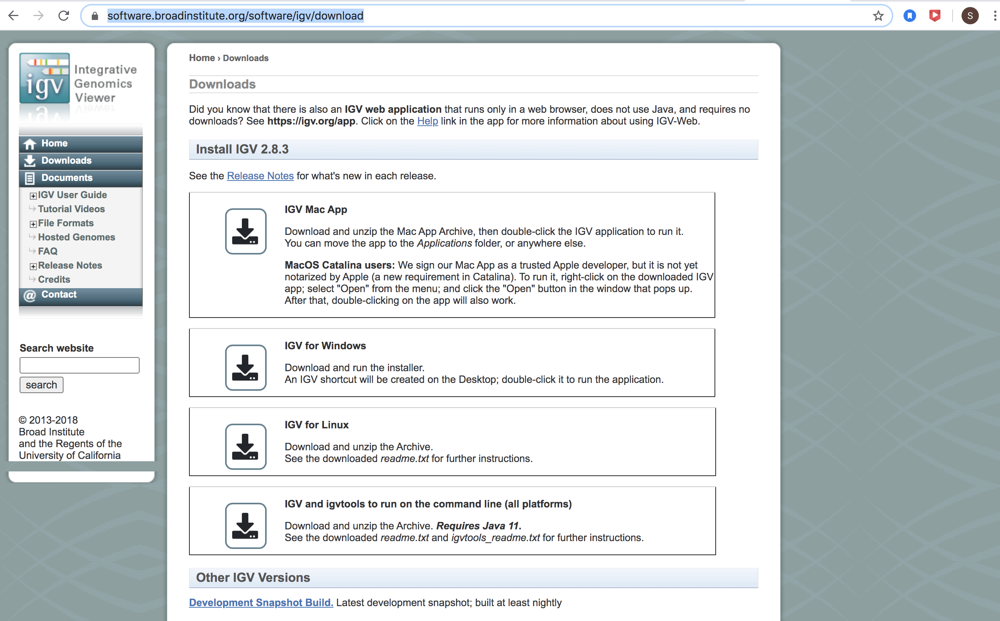 software.broadinstitute.org/software/igv/download
S
igv
Integrative
Genomics
Viewer
Home
Downloads
Documents
IGV User Guide
Tutorial Videos
File Formats
Hosted Genomes
FAQ
Release Notes
Credits
@ Contact
Search website
search
© 2013-2018
Broad Institute
and the Regents of the
University of California
Home › Downloads
Downloads
Did you know that there is also an IGV web application that runs only in a web browser, does not use Java, and requires no
downloads? See https://igv.org/app. Click on the Help link in the app for more information about using IGV-Web.
Install IGV 2.8.3
See the Release Notes for what's new in each release.
IGV Mac App
Download and unzip the Mac App Archive, then double-click the IGV application to run it.
You can move the app to the Applications folder, or anywhere else.
MacOS Catalina users: We sign our Mac App as a trusted Apple developer, but it is not yet
notarized by Apple (a new requirement in Catalina). To run it, right-click on the downloaded IGV
app; select "Open" from the menu; and click the "Open" button in the window that pops up.
After that, double-clicking on the app will also work.
IGV for Windows
Download and run the installer.
An IGV shortcut will be created on the Desktop; double-click it to run the application.
IGV for Linux
Download and unzip the Archive.
See the downloaded readme.txt for further instructions.
IGV and igvtools to run on the command line (all platforms)
Download and unzip the Archive. Requires Java 11.
See the downloaded readme.txt and igvtools_readme.txt for further instructions.
Other IGV Versions
Development Snapshot Build. Latest development snapshot; built at least nightly